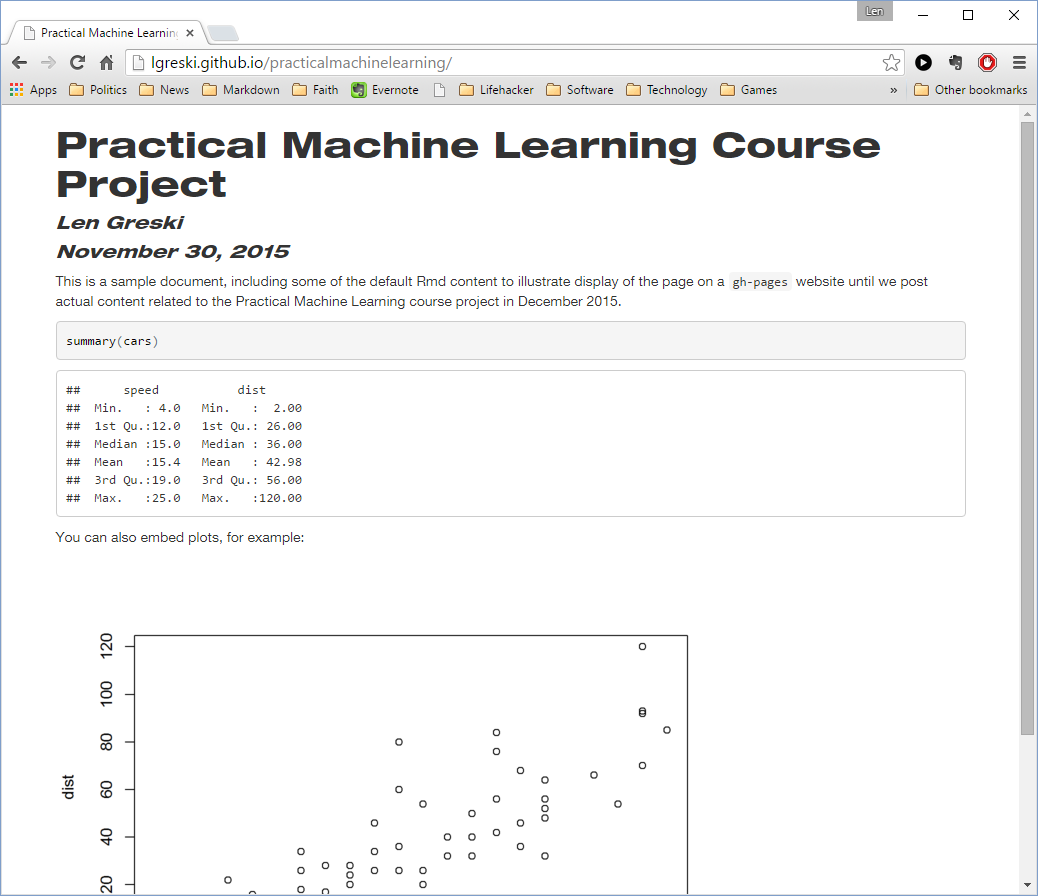 Len
Practical Machine Learning
lgreski.github.io/practicalmachinelearning/
Apps Politics News Markdown Faith Evernote Lifehacker Software Technology Games » Other bookmarks
Practical Machine Learning Course
Project
Len Greski
November 30, 2015
This is a sample document, including some of the default Rmd content to illustrate display of the page on a gh-pages website until we post
actual content related to the Practical Machine Learning course project in December 2015.
summary(cars)
##      speed           dist
##  Min.   : 4.0   Min.   :  2.00
##  1st Qu.:12.0   1st Qu.: 26.00
##  Median :15.0   Median : 36.00
##  Mean   :15.4   Mean   : 42.98
##  3rd Qu.:19.0   3rd Qu.: 56.00
##  Max.   :25.0   Max.   :120.00
You can also embed plots, for example:
120
100
80
60
40
20
dist